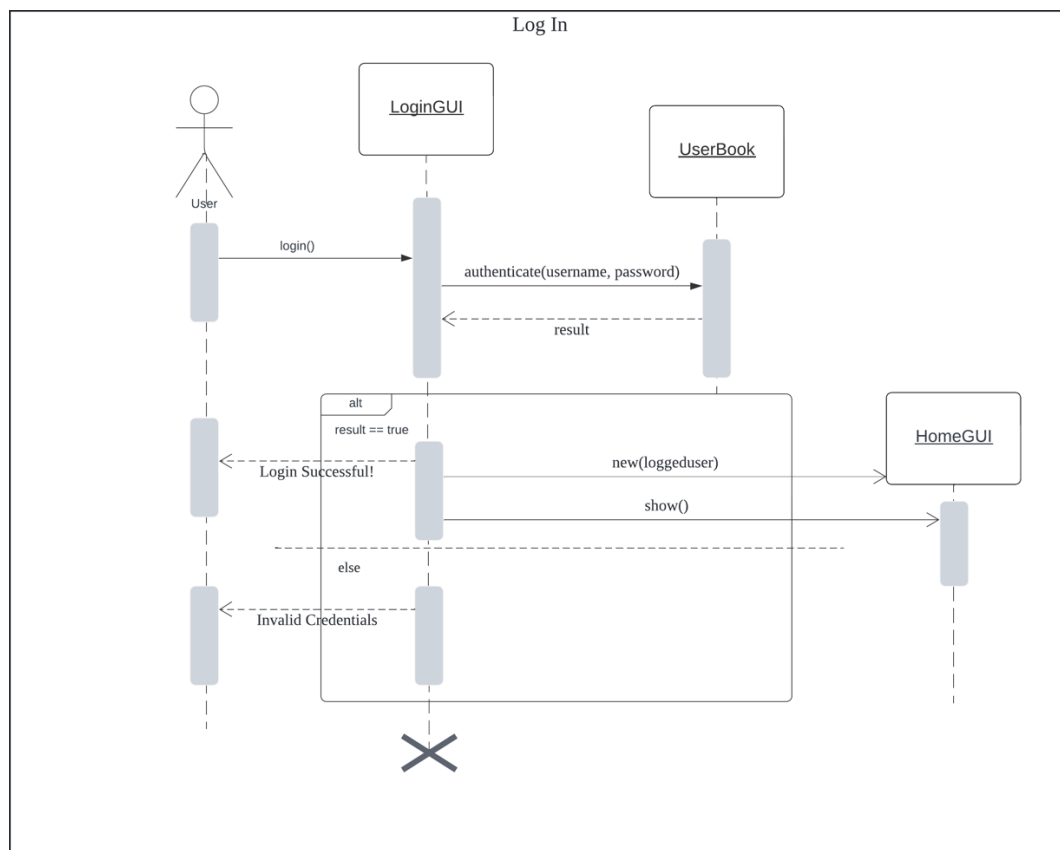 Log In
LoginGUI
UserBook
User
login()
authenticate(username, password)
result
alt
result == true
HomeGUI
Login Successful!
new(loggeduser)
show()
else
Invalid Credentials